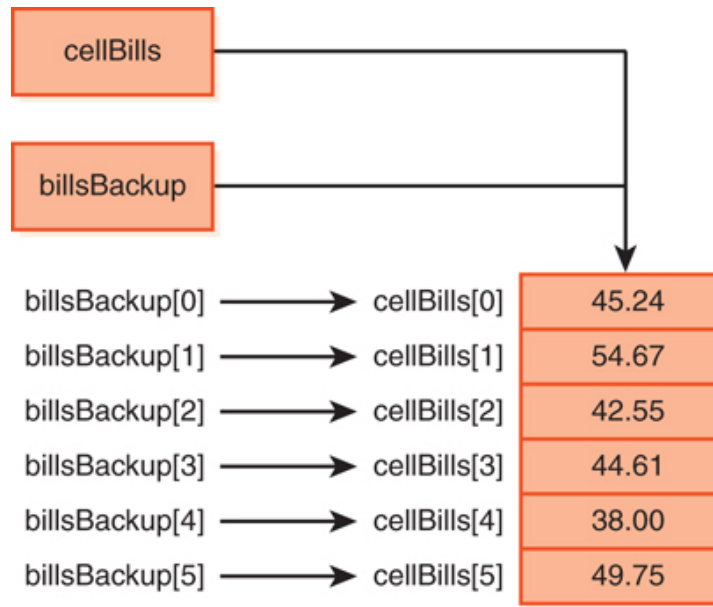 cellBills
billsBackup
billsBackup[0] cellBills[0] 45.24
billsBackup[1] cellBills[1] 54.67
billsBackup[2] cellBills[2] 42.55
billsBackup[3] cellBills[3] 44.61
billsBackup[4] cellBills[4] 38.00
billsBackup[5] cellBills[5] 49.75